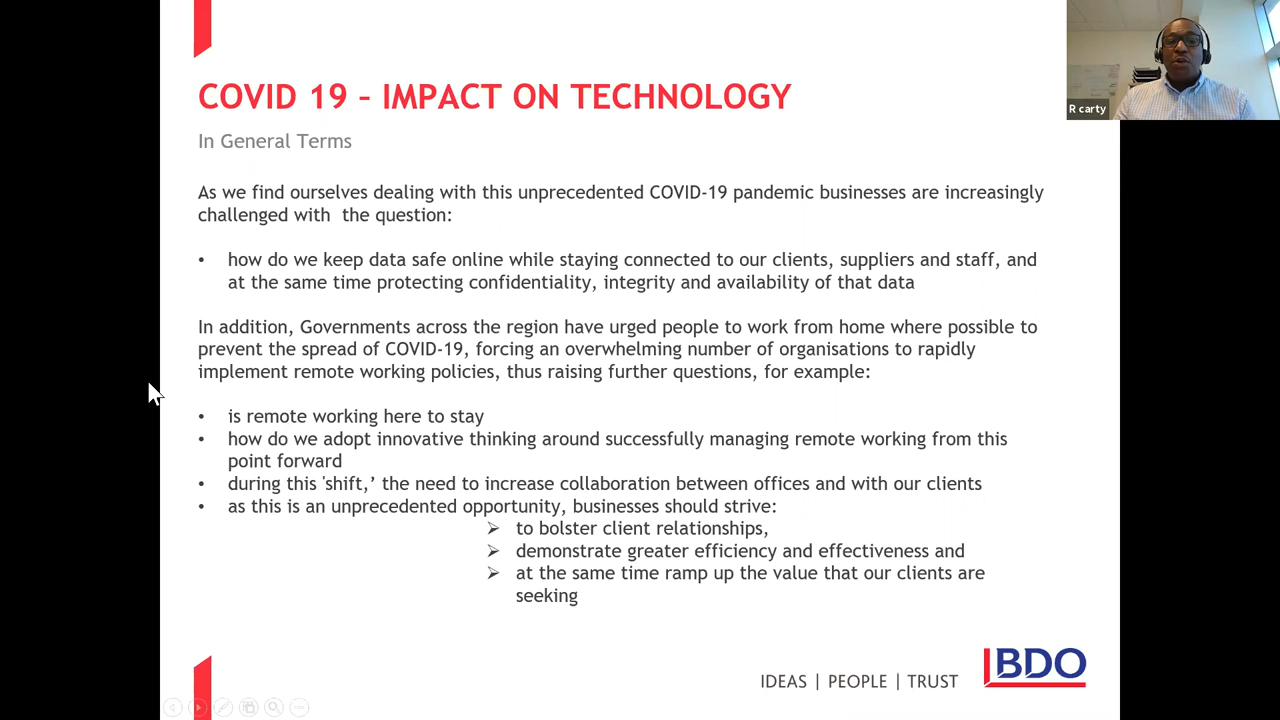 COVID 19 – IMPACT ON TECHNOLOGY
R carty
In General Terms
As we find ourselves dealing with this unprecedented COVID-19 pandemic businesses are increasingly
challenged with  the question:
• how do we keep data safe online while staying connected to our clients, suppliers and staff, and
at the same time protecting confidentiality, integrity and availability of that data
In addition, Governments across the region have urged people to work from home where possible to
prevent the spread of COVID-19, forcing an overwhelming number of organisations to rapidly
implement remote working policies, thus raising further questions, for example:
• is remote working here to stay
• how do we adopt innovative thinking around successfully managing remote working from this
point forward
• during this 'shift,’ the need to increase collaboration between offices and with our clients
• as this is an unprecedented opportunity, businesses should strive:
➢ to bolster client relationships,
➢ demonstrate greater efficiency and effectiveness and
➢ at the same time ramp up the value that our clients are
seeking
IDEAS | PEOPLE | TRUST
BDO